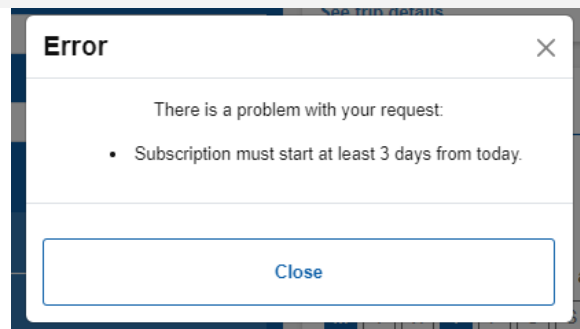 See trip details
Error
There is a problem with your request:
• Subscription must start at least 3 days from today.
Close